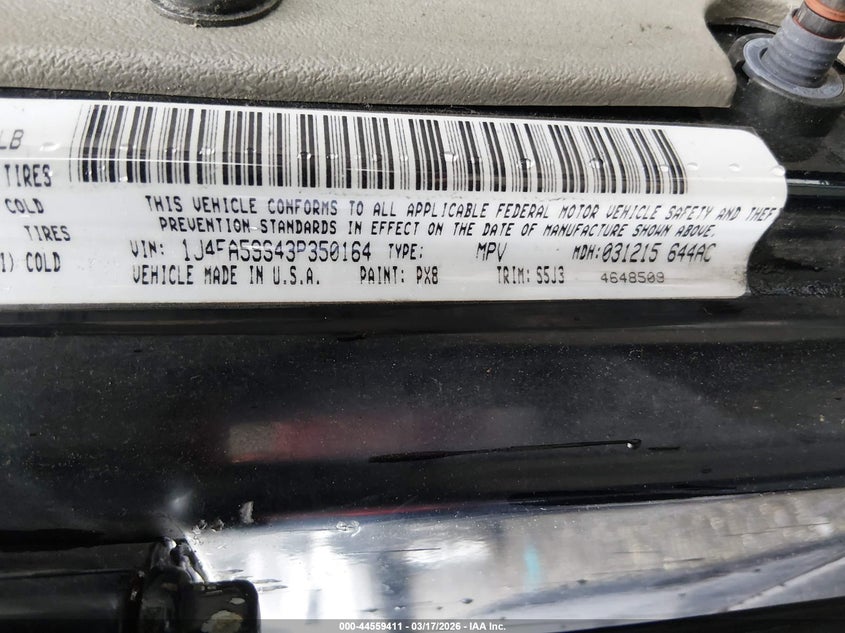 LB
TIRES
COLD
TIRES
I) COLD
THIS VEHICLE CONFORMS TO ALL APPLICABLE FEDERAL MOTOR VEHICLE SAFETY AND THEF
PREVENTION STANDARDS IN EFFECT ON THE DATE OF MANUFACTURE SHOWN ABOVE.
VIN: 1J4FA59S43P350164 TYPE: MPV MDH: 031215 644AC
VEHICLE MADE IN U.S.A. PAINT: PX8 TRIM: S5J3 4648509
000-44559411 - 03/17/2026 - IAA Inc.